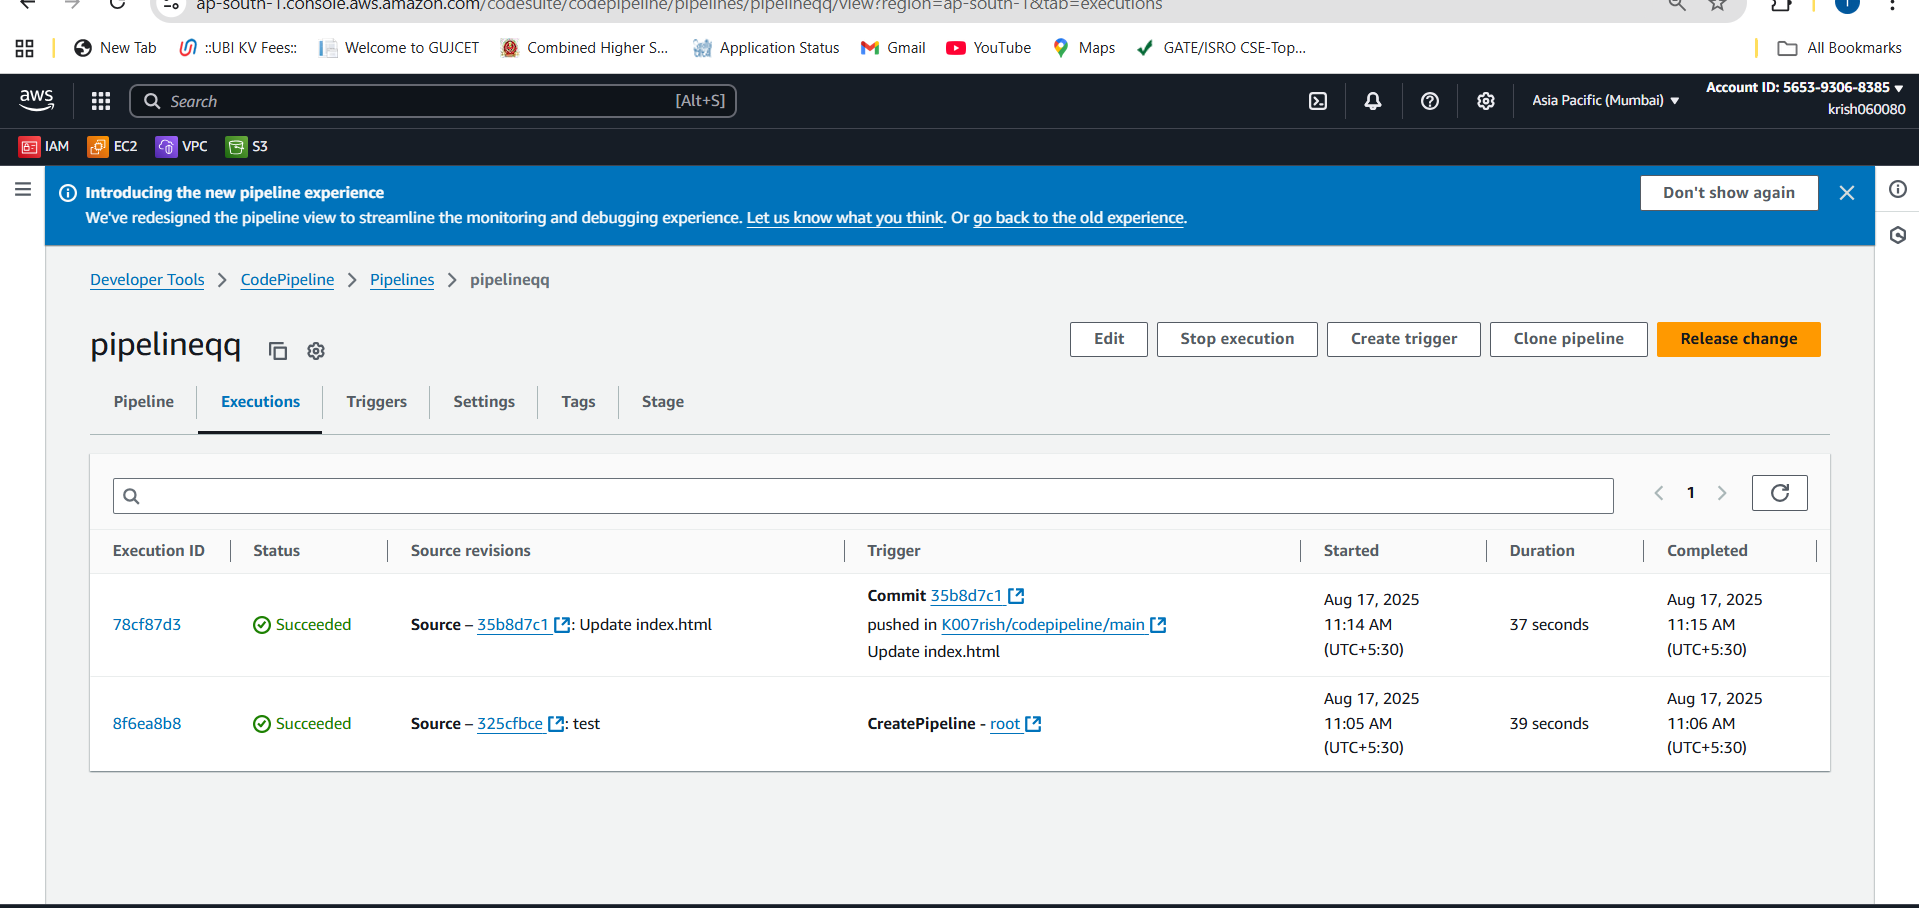 ap-south-1.console.aws.amazon.com/codesuite/codepipeline/pipelines/pipelineqq/view?region=ap-south-1&tab=executions
New Tab
::UBI KV Fees::
Welcome to GUJCET
Combined Higher S...
Application Status
Gmail
YouTube
Maps
GATE/ISRO CSE-Top...
All Bookmarks
aws
Search
[Alt+S]
Asia Pacific (Mumbai)
Account ID: 5653-9306-8385
krish060080
IAM
EC2
VPC
S3
Introducing the new pipeline experience
We've redesigned the pipeline view to streamline the monitoring and debugging experience. Let us know what you think. Or go back to the old experience.
Don't show again
Developer Tools
CodePipeline
Pipelines
pipelineqq
pipelineqq
Edit
Stop execution
Create trigger
Clone pipeline
Release change
Pipeline
Executions
Triggers
Settings
Tags
Stage
1
Execution ID
Status
Source revisions
Trigger
Started
Duration
Completed
78cf87d3
Succeeded
Source – 35b8d7c1 : Update index.html
Commit 35b8d7c1
pushed in K007rish/codepipeline/main
Update index.html
Aug 17, 2025
11:14 AM
(UTC+5:30)
37 seconds
Aug 17, 2025
11:15 AM
(UTC+5:30)
8f6ea8b8
Succeeded
Source – 325cfbce : test
CreatePipeline - root
Aug 17, 2025
11:05 AM
(UTC+5:30)
39 seconds
Aug 17, 2025
11:06 AM
(UTC+5:30)